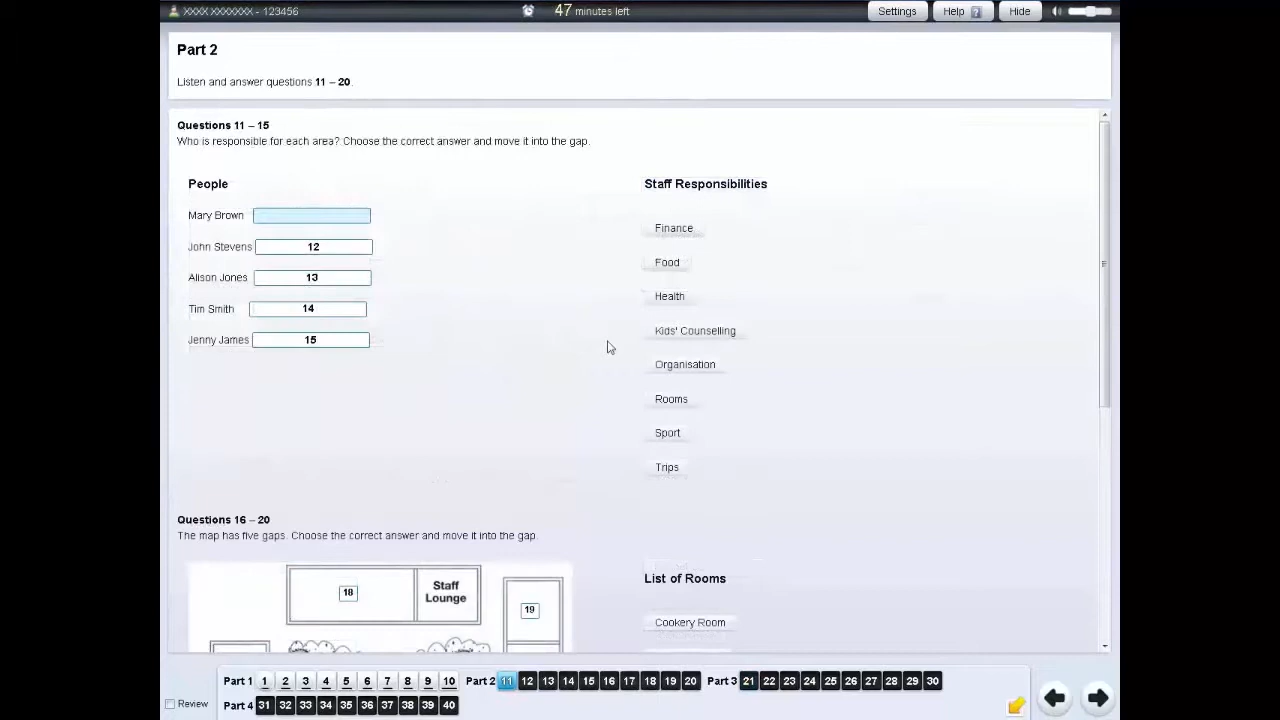 XXXX XXXXXXX - 123456
47 minutes left
Settings
Help ?
Hide
Part 2
Listen and answer questions 11 – 20.
Questions 11 – 15
Who is responsible for each area? Choose the correct answer and move it into the gap.
People
Mary Brown
John Stevens 12
Alison Jones 13
Tim Smith 14
Jenny James 15
Staff Responsibilities
Finance
Food
Health
Kids' Counselling
Organisation
Rooms
Sport
Trips
Questions 16 – 20
The map has five gaps. Choose the correct answer and move it into the gap.
18
Staff
Lounge
19
List of Rooms
Cookery Room
Part 1 1 2 3 4 5 6 7 8 9 10 Part 2 11 12 13 14 15 16 17 18 19 20 Part 3 21 22 23 24 25 26 27 28 29 30
Review
Part 4 31 32 33 34 35 36 37 38 39 40